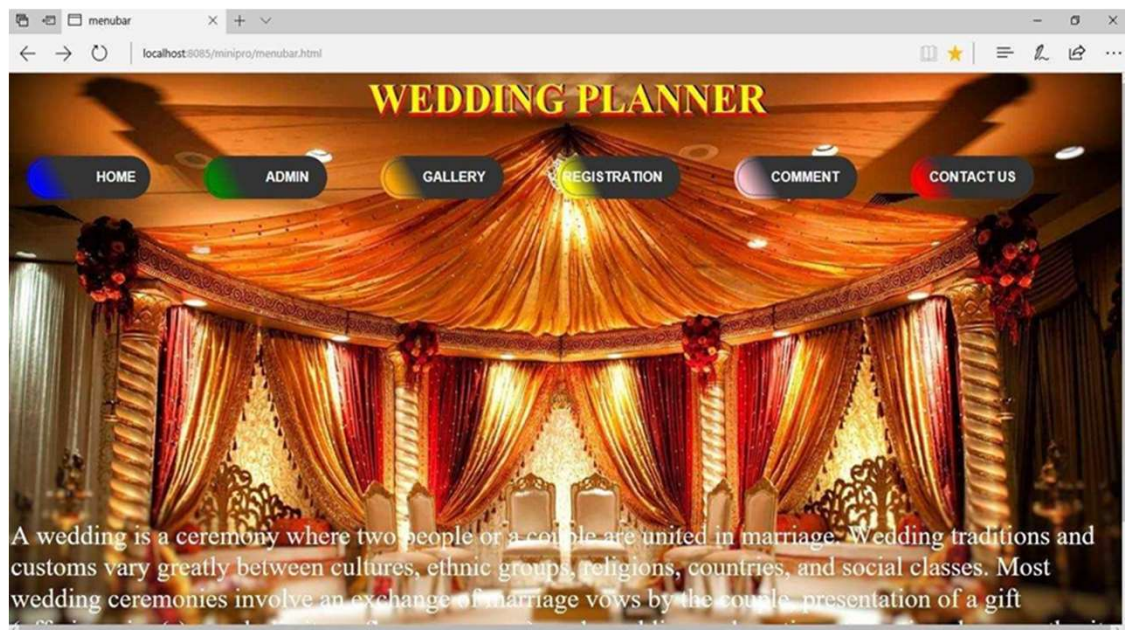 menubar
localhost:8085/minipro/menubar.html
WEDDING PLANNER
HOME ADMIN GALLERY REGISTRATION COMMENT CONTACT US
A wedding is a ceremony where two people or a couple are united in marriage. Wedding traditions and
customs vary greatly between cultures, ethnic groups, religions, countries, and social classes. Most
wedding ceremonies involve an exchange of marriage vows by the couple, presentation of a gift